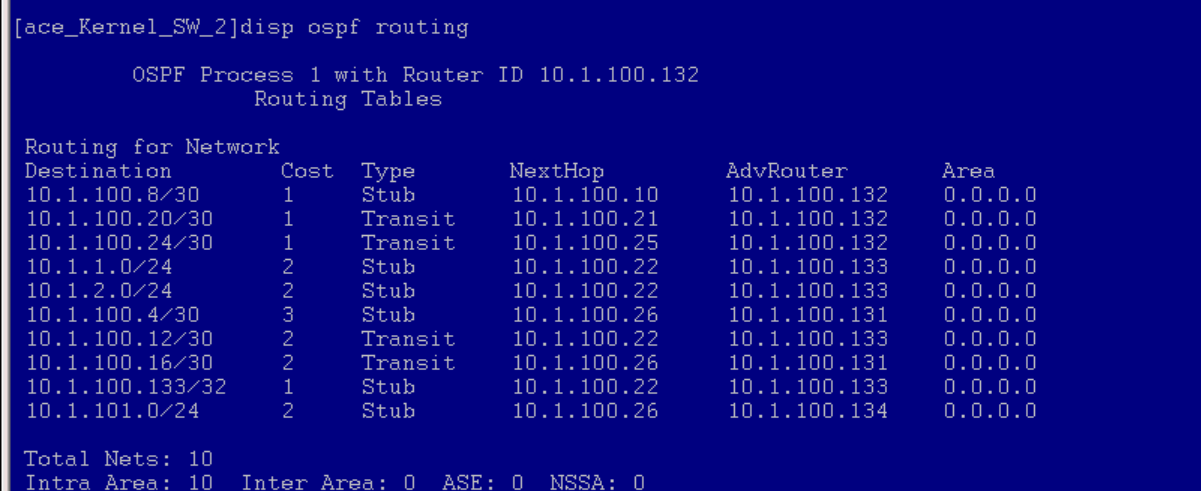 [ace_Kernel_SW_2]disp ospf routing
OSPF Process 1 with Router ID 10.1.100.132
Routing Tables
Routing for Network
Destination Cost Type NextHop AdvRouter Area
10.1.100.8/30 1 Stub 10.1.100.10 10.1.100.132 0.0.0.0
10.1.100.20/30 1 Transit 10.1.100.21 10.1.100.132 0.0.0.0
10.1.100.24/30 1 Transit 10.1.100.25 10.1.100.132 0.0.0.0
10.1.1.0/24 2 Stub 10.1.100.22 10.1.100.133 0.0.0.0
10.1.2.0/24 2 Stub 10.1.100.22 10.1.100.133 0.0.0.0
10.1.100.4/30 3 Stub 10.1.100.26 10.1.100.131 0.0.0.0
10.1.100.12/30 2 Transit 10.1.100.22 10.1.100.133 0.0.0.0
10.1.100.16/30 2 Transit 10.1.100.26 10.1.100.131 0.0.0.0
10.1.100.133/32 1 Stub 10.1.100.22 10.1.100.133 0.0.0.0
10.1.101.0/24 2 Stub 10.1.100.26 10.1.100.134 0.0.0.0
Total Nets: 10
Intra Area: 10 Inter Area: 0 ASE: 0 NSSA: 0